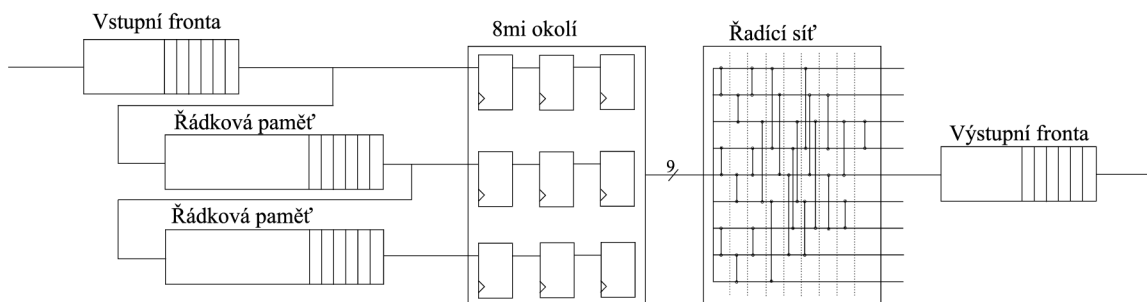 Vstupní fronta
8mi okolí
Řadící síť
Řádková paměť
9
Výstupní fronta
Řádková paměť